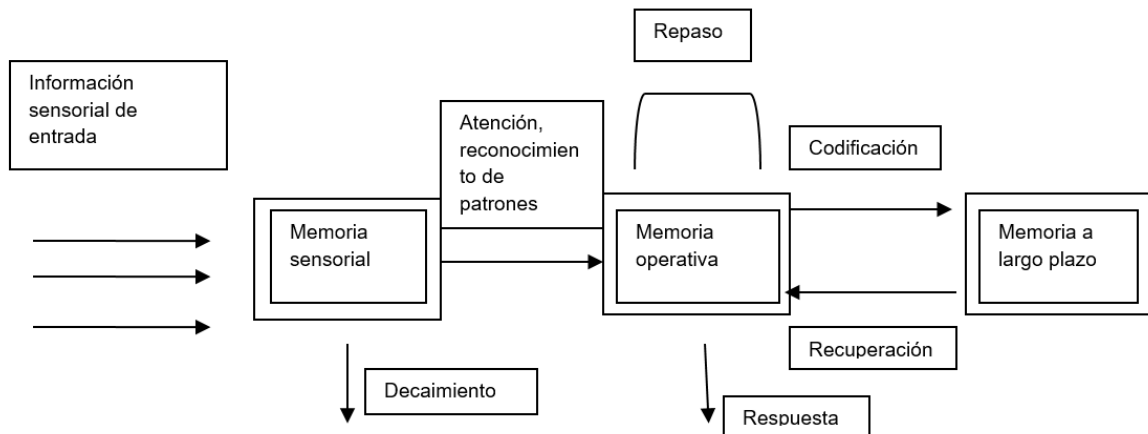 Repaso
Información
sensorial de
entrada
Atención,
reconocimien
to de
patrones
Codificación
Memoria
sensorial
Memoria
operativa
Memoria a
largo plazo
Recuperación
Decaimiento
Respuesta